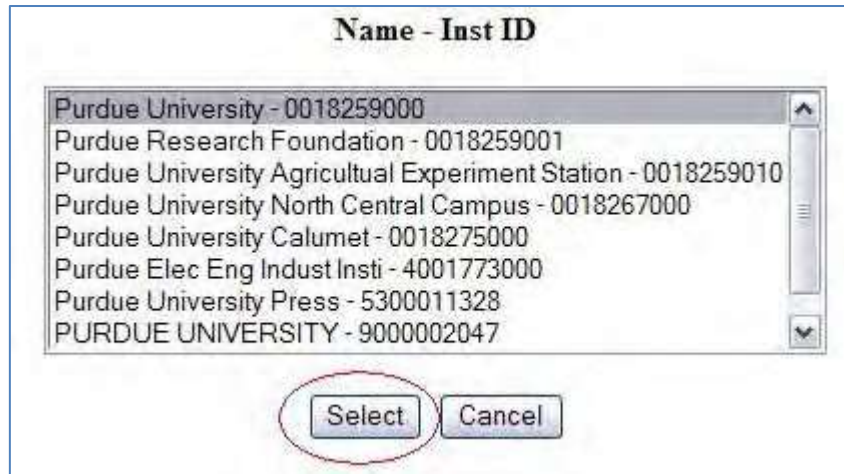 Name - Inst ID
Purdue University - 0018259000
Purdue Research Foundation - 0018259001
Purdue University Agricultual Experiment Station - 0018259010
Purdue University North Central Campus - 0018267000
Purdue University Calumet - 0018275000
Purdue Elec Eng Indust Insti - 4001773000
Purdue University Press - 5300011328
PURDUE UNIVERSITY - 9000002047
Select Cancel